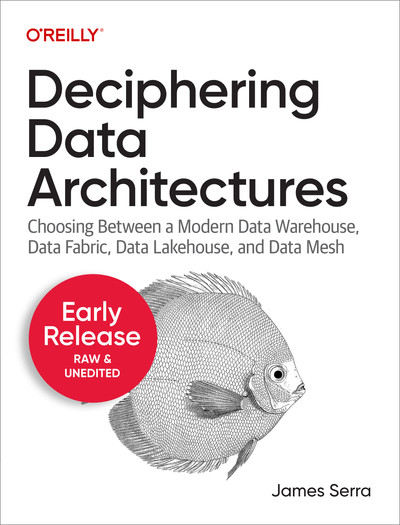 O'REILLY®
Deciphering
Data
Architectures
Choosing Between a Modern Data Warehouse,
Data Fabric, Data Lakehouse, and Data Mesh
Early
Release
RAW &
UNEDITED
James Serra